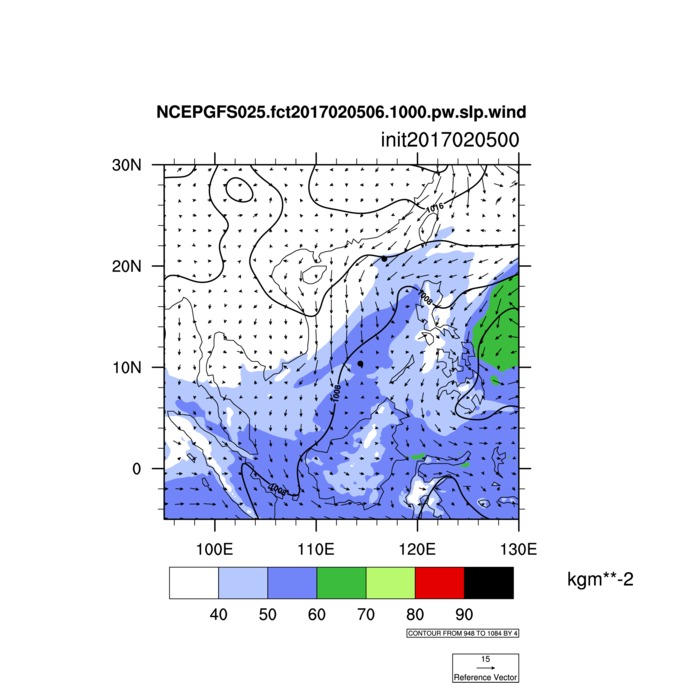 NCEPGFS025.fct2017020506.1000.pw.slp.wind
init2017020500
30N
1016
20N
1008
10N
1008
0
1008
100E 110E 120E 130E
kgm**-2
40 50 60 70 80 90
CONTOUR FROM 948 TO 1084 BY 4
15
Reference Vector